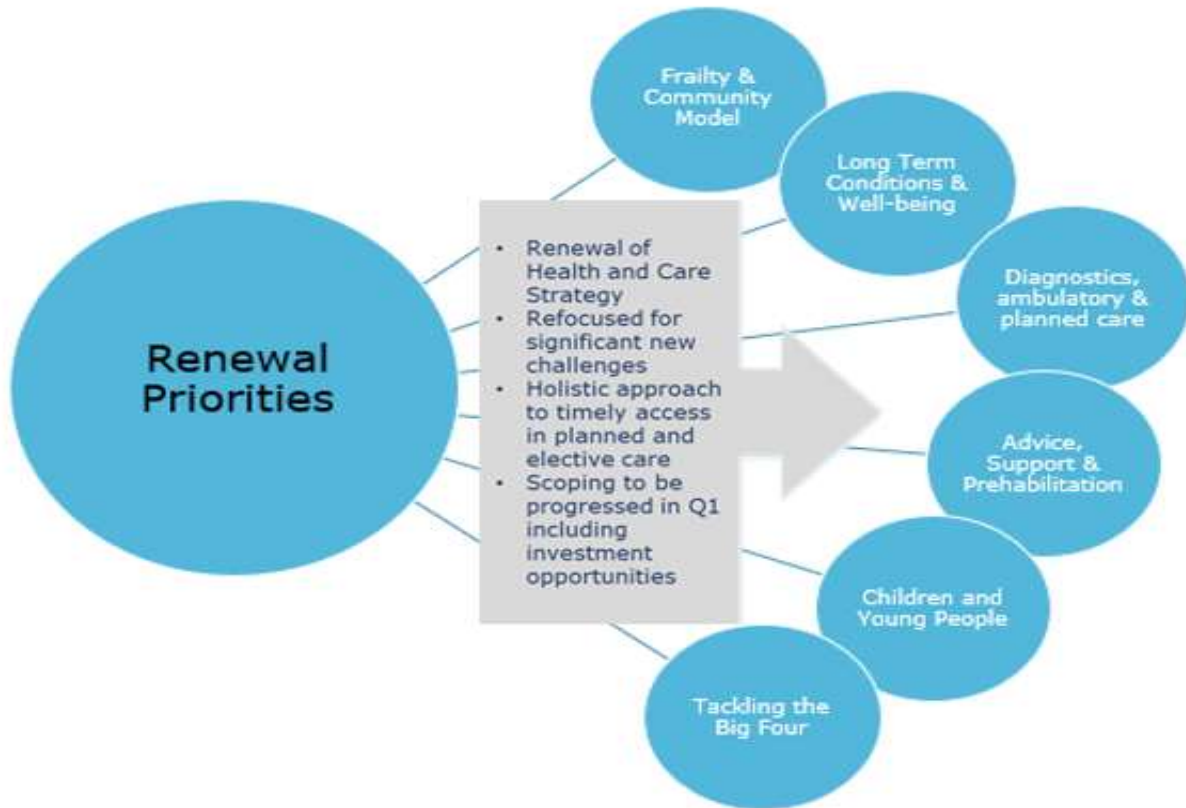 Renewal
Priorities
• Renewal of
Health and Care
Strategy
• Refocused for
significant new
challenges
• Holistic approach
to timely access
in planned and
elective care
• Scoping to be
progressed in Q1
including
investment
opportunities
Frailty &
Community
Model
Long Term
Conditions &
Well-being
Diagnostics,
ambulatory &
planned care
Advice,
Support &
Prehabilitation
Children and
Young People
Tackling the
Big Four